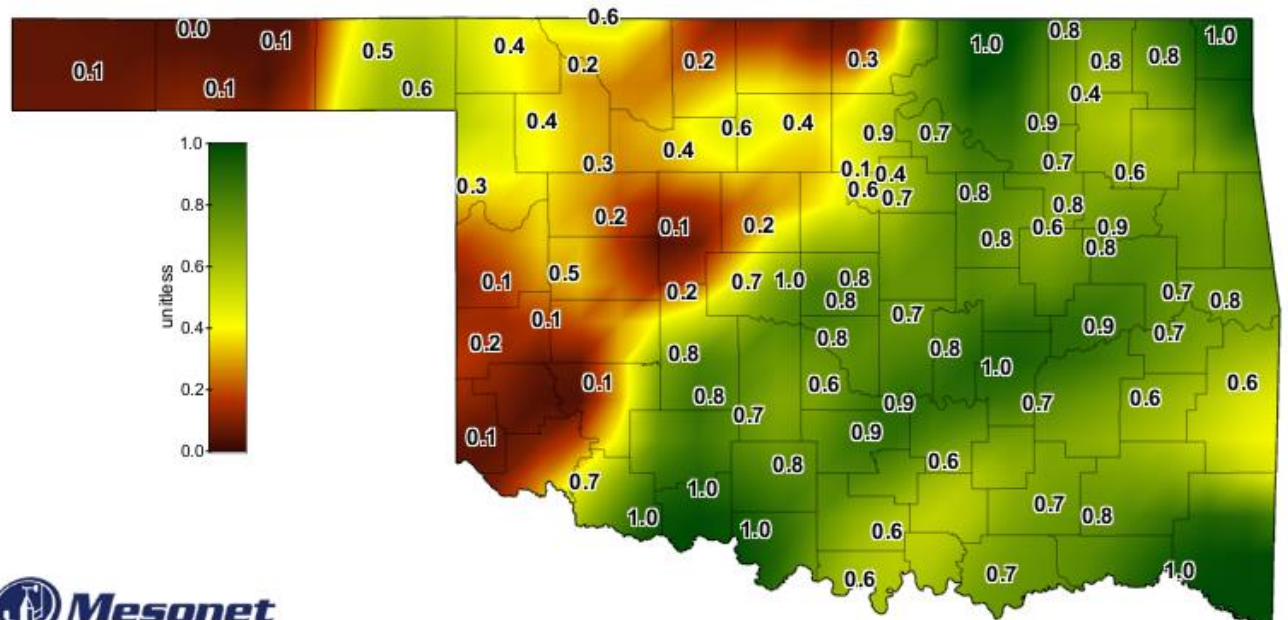 0.6
0.0 0.1 0.5 0.4 1.0 0.8 1.0
0.1 0.1 0.6 0.2 0.2 0.3 0.8 0.8
0.4 0.4 0.6 0.4 0.9 0.7 0.9
0.3 0.4 0.1 0.4 0.7 0.6
0.3 0.6 0.7 0.8 0.8
0.2 0.1 0.2 0.8 0.6 0.9 0.8
0.1 0.5 0.2 0.7 1.0 0.8 0.8 0.7 0.8
0.1 0.7 0.9 0.7
0.2 0.8 0.8 0.8 1.0
0.1 0.8 0.7 0.6 0.9 0.7 0.6 0.6
0.1 0.9
0.7 0.8 0.6
1.0 1.0 1.0 0.6 0.7 0.8
0.6 0.7 1.0
1.0
0.8
0.6
0.4
0.2
0.0
unitless
Mesonet